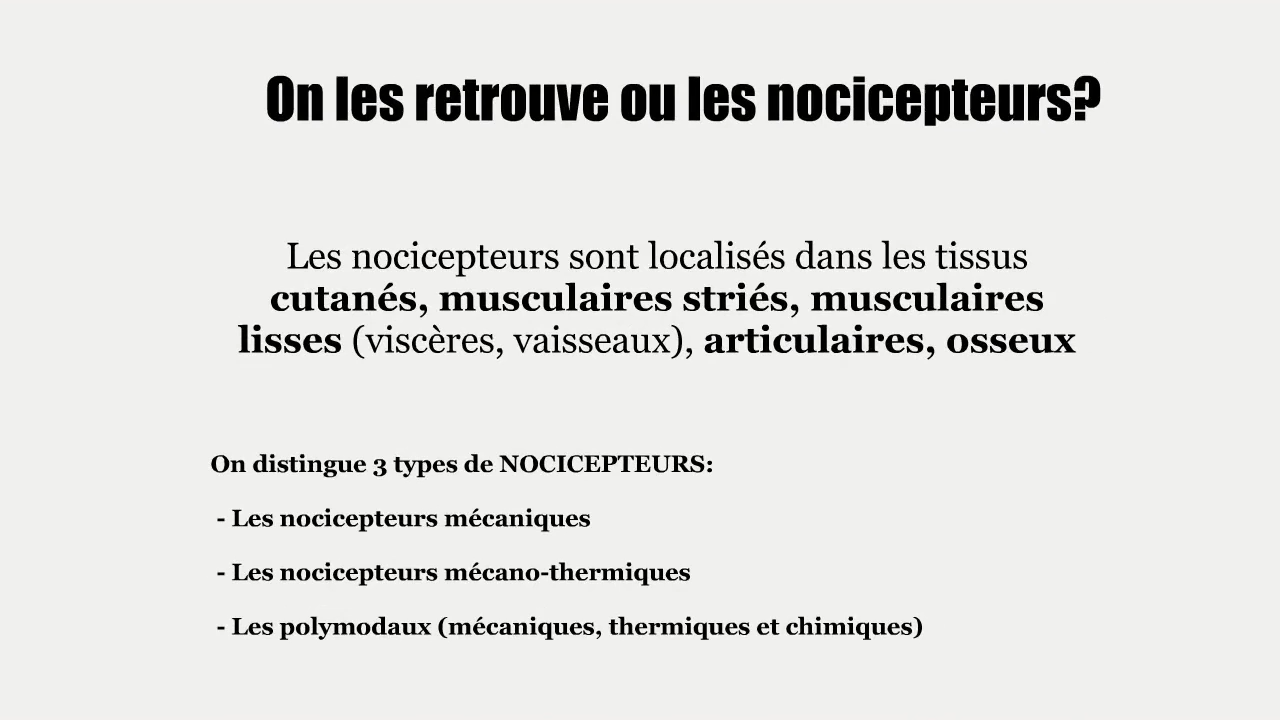 On les retrouve ou les nocicepteurs?
Les nocicepteurs sont localisés dans les tissus
cutanés, musculaires striés, musculaires
lisses (viscères, vaisseaux), articulaires, osseux
On distingue 3 types de NOCICEPTEURS:
- Les nocicepteurs mécaniques
- Les nocicepteurs mécano-thermiques
- Les polymodaux (mécaniques, thermiques et chimiques)